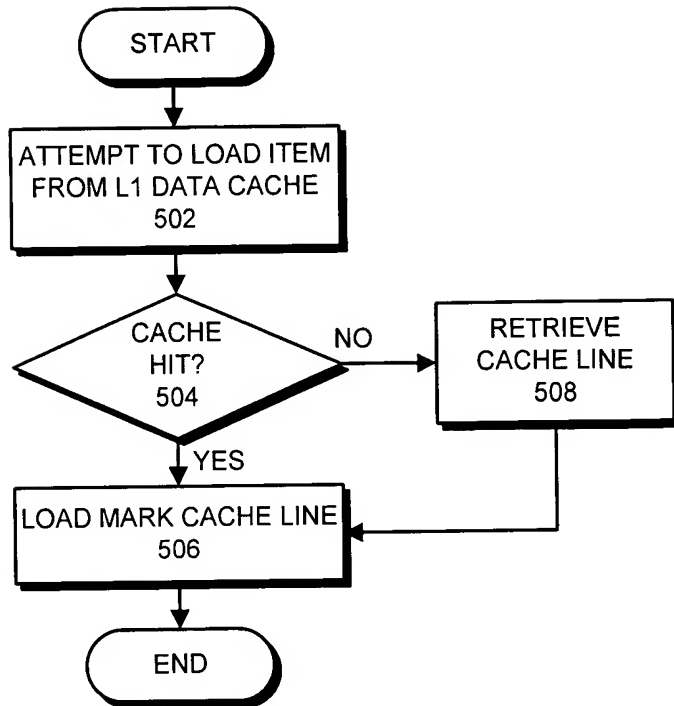 START
ATTEMPT TO LOAD ITEM
FROM L1 DATA CACHE
502
CACHE
HIT?
504
NO
RETRIEVE
CACHE LINE
508
YES
LOAD MARK CACHE LINE
506
END